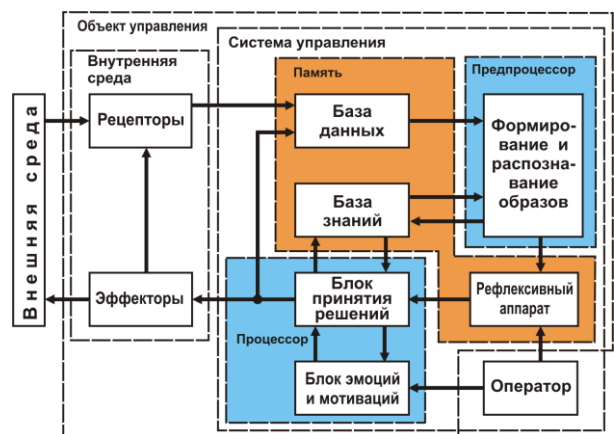 Объект управления
Система управления
Внутренняя
среда
Память
Предпроцессор
Внешняя среда
Рецепторы
База
данных
Формиро-
вание и
распозна-
вание
образов
База
знаний
Эффекторы
Блок
принятия
решений
Рефлексивный
аппарат
Процессор
Блок эмоций
и мотиваций
Оператор